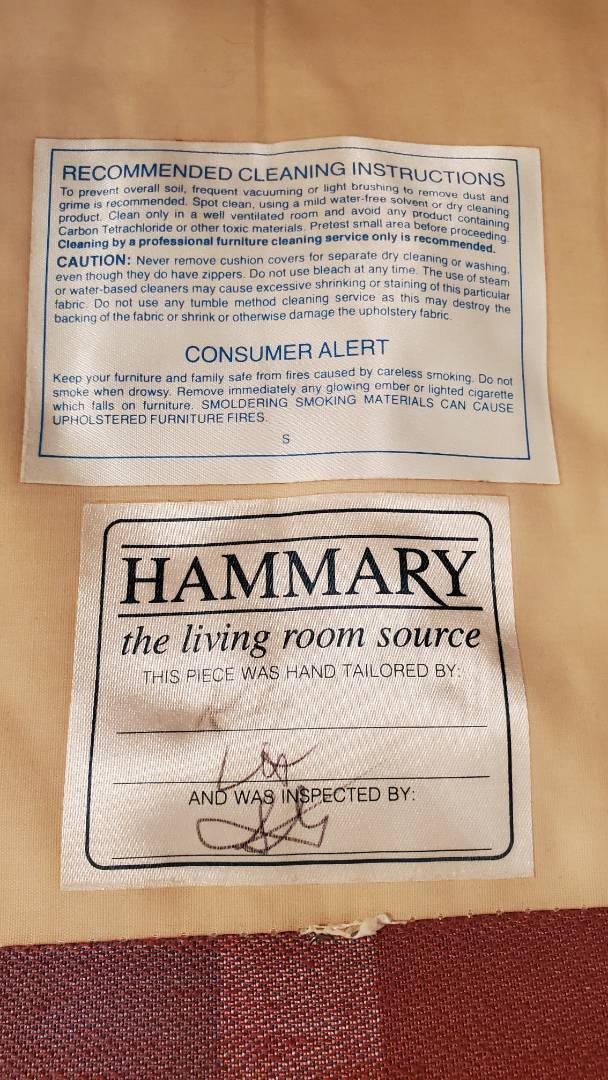 RECOMMENDED CLEANING INSTRUCTIONS
To prevent overall soil, frequent vacuuming or light brushing to remove dust and
grime is recommended. Spot clean, using a mild water-free solvent or dry cleaning
product. Clean only in a well ventilated room and avoid any product containing
Carbon Tetrachloride or other toxic materials. Pretest small area before proceeding.
Cleaning by a professional furniture cleaning service only is recommended.
CAUTION: Never remove cushion covers for separate dry cleaning or washing,
even though they do have zippers. Do not use bleach at any time. The use of steam
or water-based cleaners may cause excessive shrinking or staining of this particular
fabric. Do not use any tumble method cleaning service as this may destroy the
backing of the fabric or shrink or otherwise damage the upholstery fabric.
CONSUMER ALERT
Keep your furniture and family safe from fires caused by careless smoking. Do not
smoke when drowsy. Remove immediately any glowing ember or lighted cigarette
which falls on furniture. SMOLDERING SMOKING MATERIALS CAN CAUSE
UPHOLSTERED FURNITURE FIRES.
S
HAMMARY
the living room source
THIS PIECE WAS HAND TAILORED BY:
AND WAS INSPECTED BY: